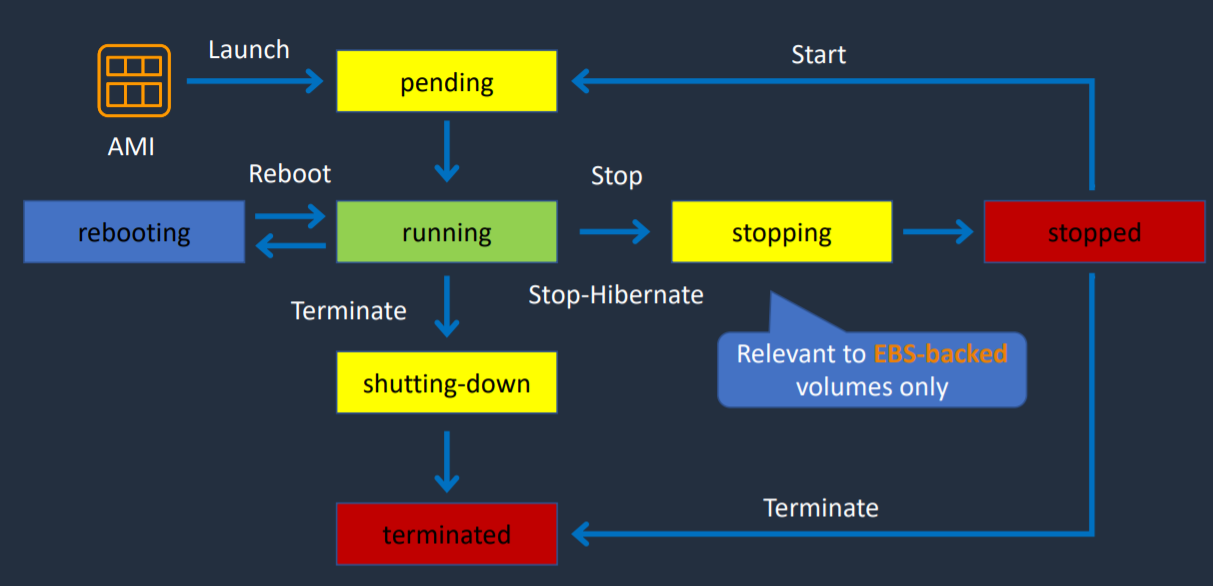 Launch
Start
pending
AMI
Reboot
Stop
rebooting
running
stopping
stopped
Terminate
Stop-Hibernate
Relevant to EBS-backed
volumes only
shutting-down
Terminate
terminated